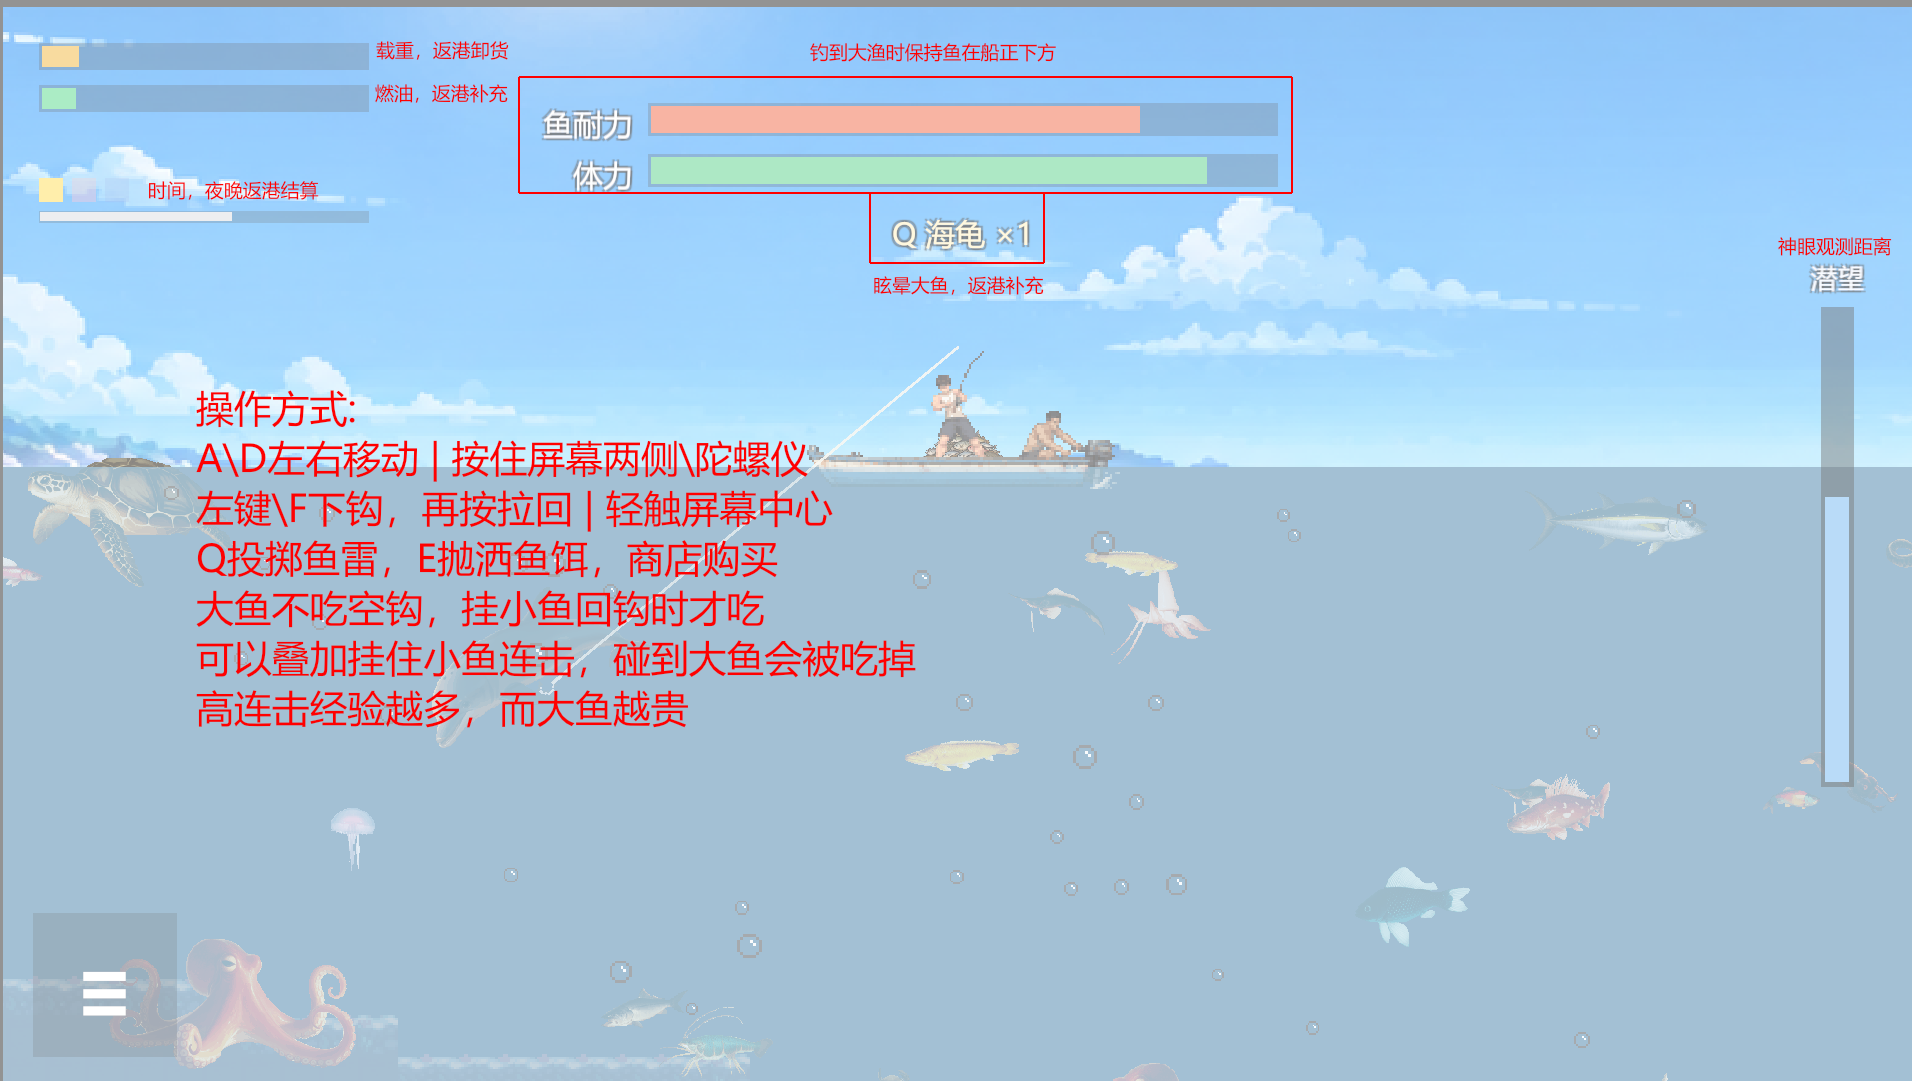 载重，返港卸货
钓到大渔时保持鱼在船正下方
燃油，返港补充
鱼耐力
体力
时间，夜晚返港结算
Q 海龟 ×1
神眼观测距离
眩晕大鱼，返港补充
潜望
操作方式:
A\D左右移动 | 按住屏幕两侧\陀螺仪
左键\F下钩，再按拉回 | 轻触屏幕中心
Q投掷鱼雷，E抛洒鱼饵，商店购买
大鱼不吃空钩，挂小鱼回钩时才吃
可以叠加挂住小鱼连击，碰到大鱼会被吃掉
高连击经验越多，而大鱼越贵